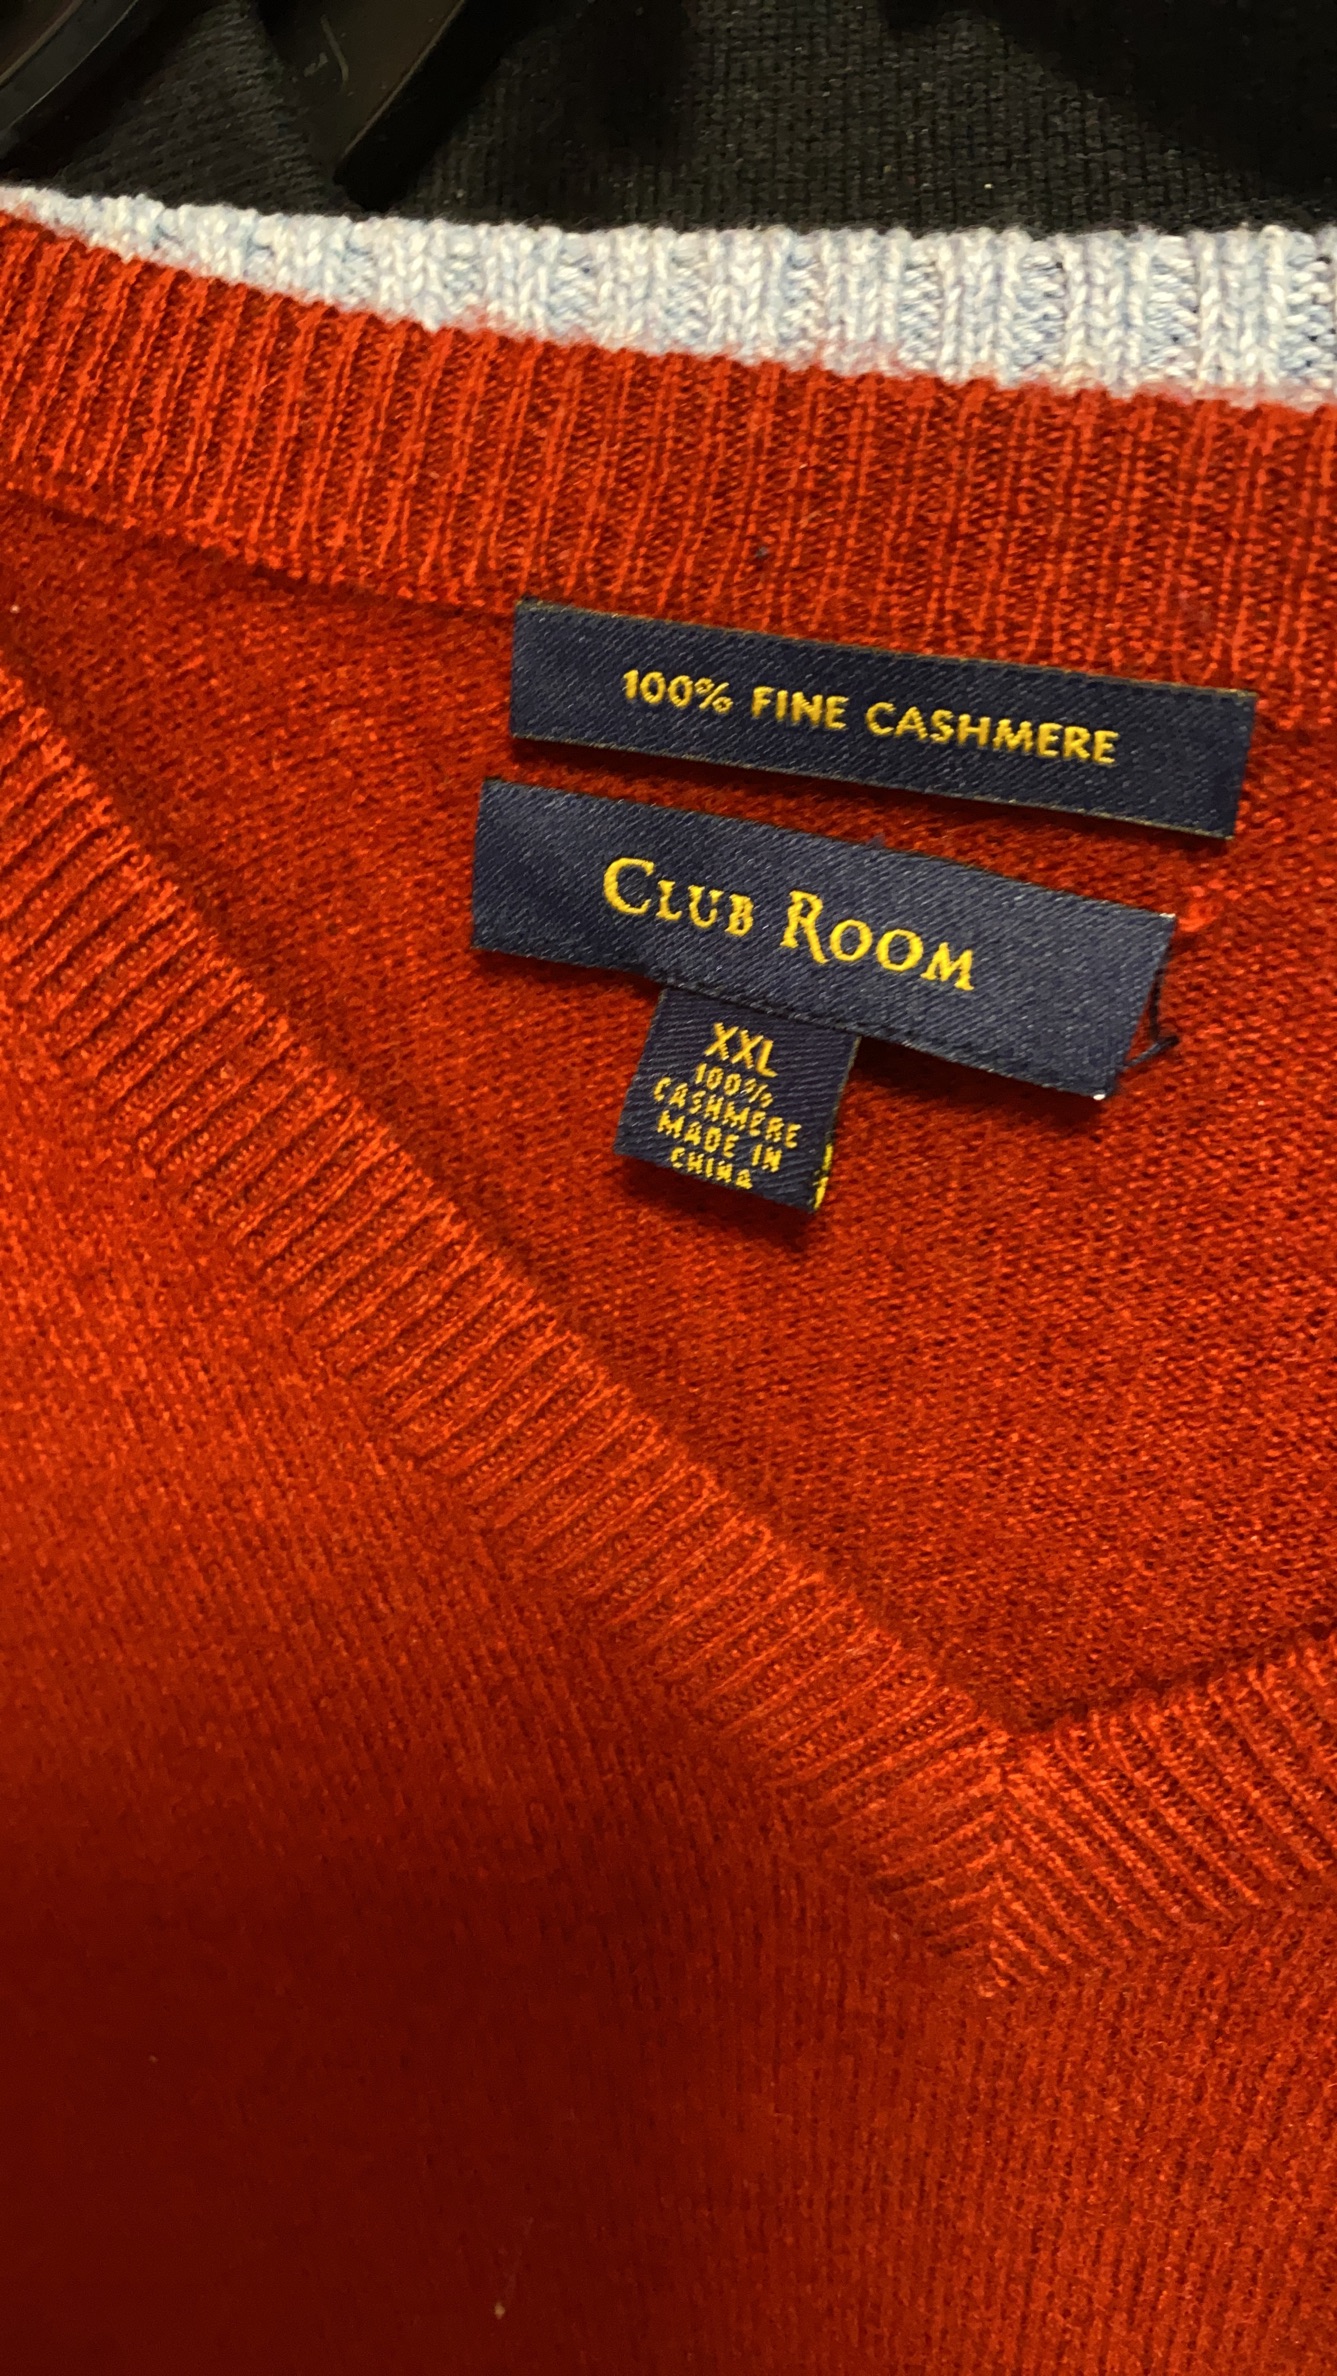 100% FINE CASHMERE
CLUB ROOM
XXL
100%
CASHMERE
MADE IN
CHINA